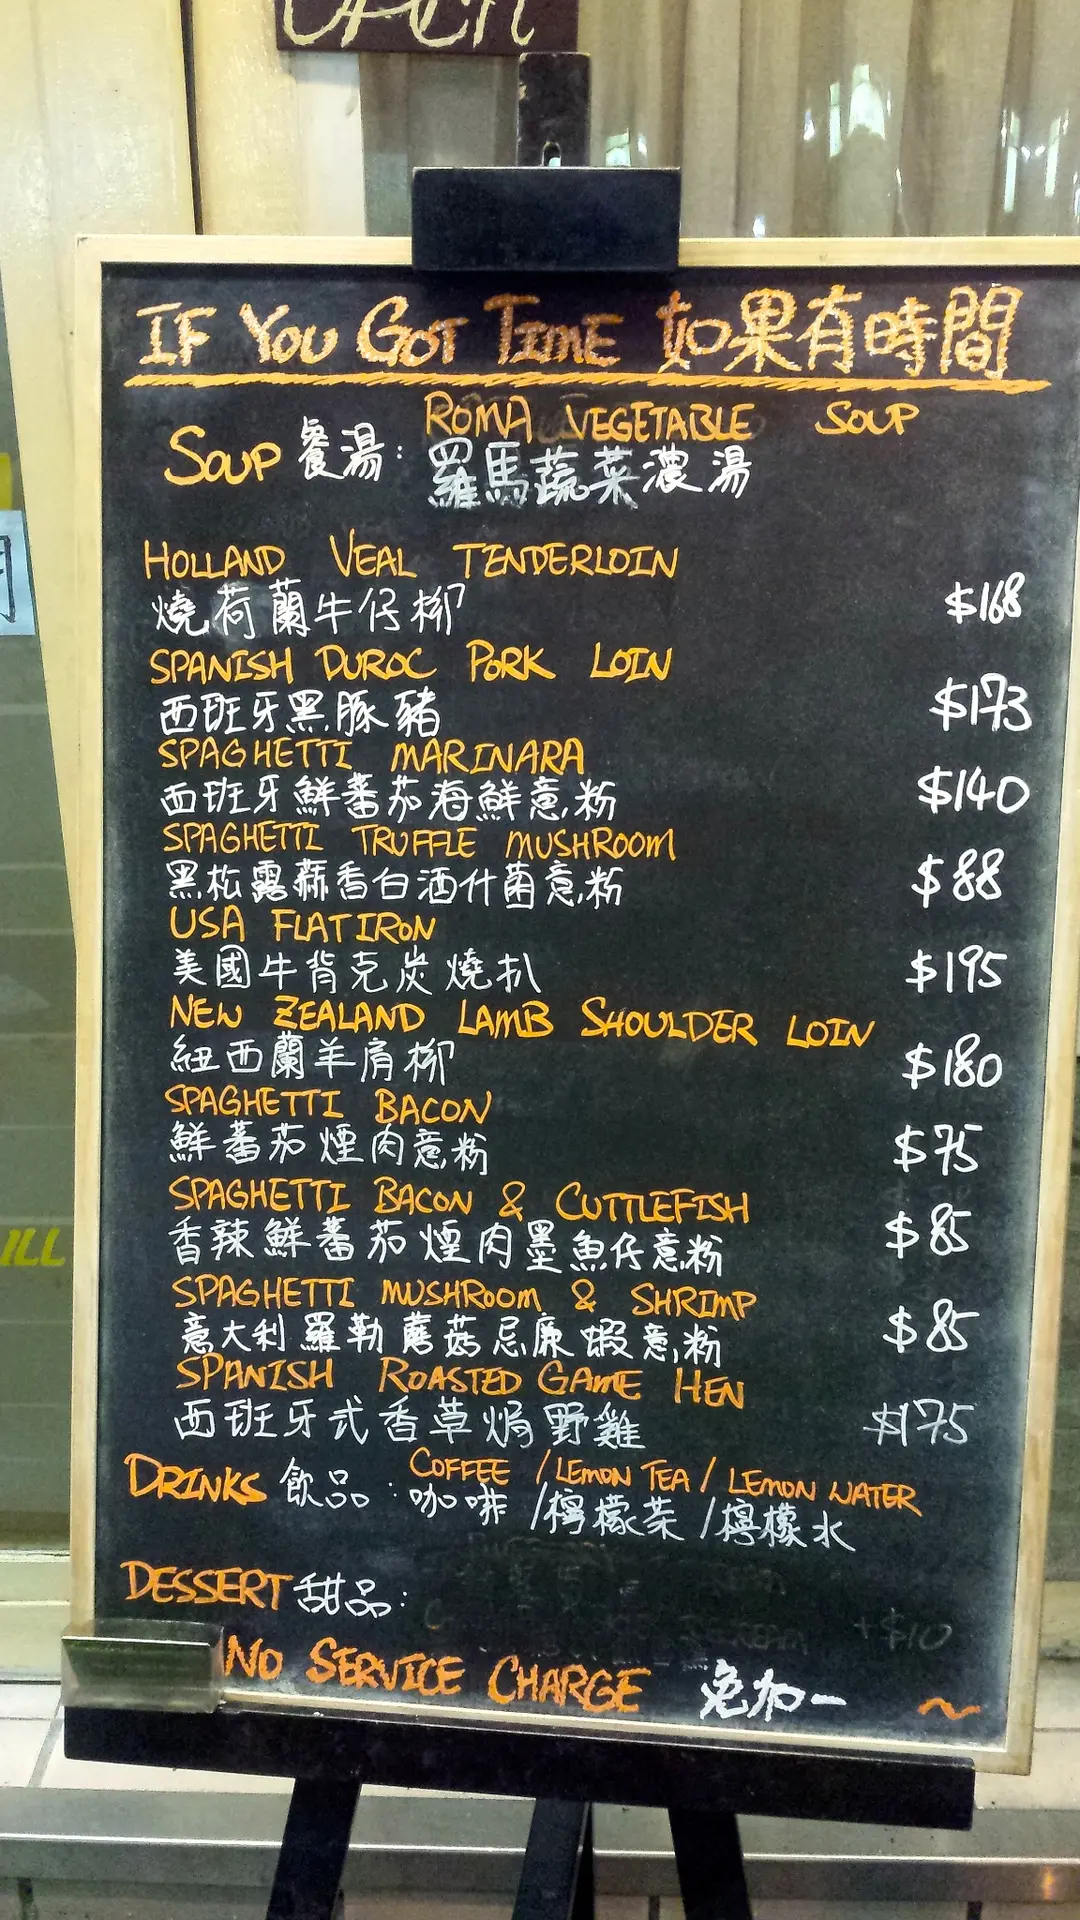 OPEN
IF YOU GOT TIME 如果有時間
ROMA VEGETABLE SOUP
SOUP 餐湯: 羅馬蔬菜濃湯
HOLLAND VEAL TENDERLOIN
燒荷蘭牛仔柳 $168
SPANISH DUROC PORK LOIN
西班牙黑豚豬 $173
SPAGHETTI MARINARA
西班牙鮮蕃茄海鮮意粉 $140
SPAGHETTI TRUFFLE MUSHROOM
黑松露蒜香白酒什菌意粉 $88
USA FLATIRON
美國牛背克炭燒扒 $195
NEW ZEALAND LAMB SHOULDER LOIN
紐西蘭羊肩柳 $180
SPAGHETTI BACON
鮮蕃茄煙肉意粉 $75
SPAGHETTI BACON & CUTTLEFISH
香辣鮮蕃茄煙肉墨魚仔意粉 $85
SPAGHETTI MUSHROOM & SHRIMP
意大利羅勒蘑菇忌廉蝦意粉 $85
SPANISH ROASTED GAME HEN
西班牙式香草焗野雞 $175
COFFEE / LEMON TEA / LEMON WATER
DRINKS 飲品: 咖啡 /檸檬茶 /檸檬水
DESSERT 甜品:
+$10
NO SERVICE CHARGE 免加一 ~
ILL